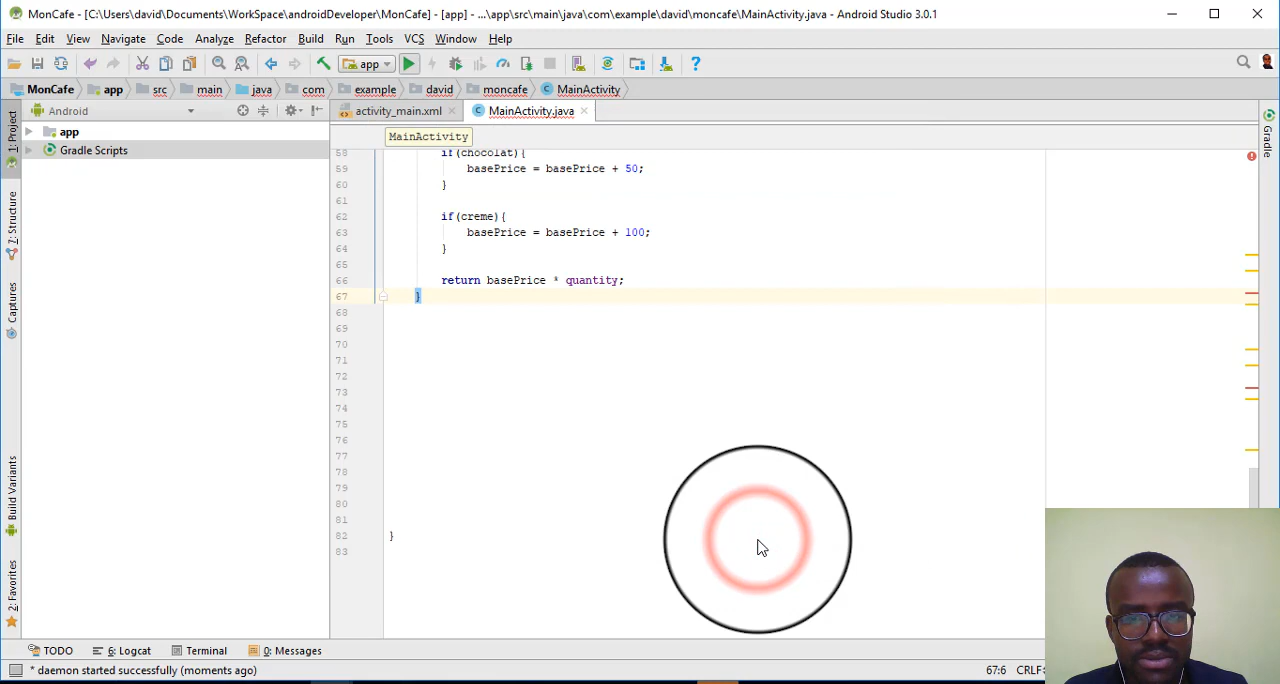 MonCafe - [C:\Users\david\Documents\WorkSpace\androidDeveloper\MonCafe] - [app] - ...\app\src\main\java\com\example\david\moncafe\MainActivity.java - Android Studio 3.0.1
File Edit View Navigate Code Analyze Refactor Build Run Tools VCS Window Help
app
MonCafe app src main java com example david moncafe MainActivity
1: Project
7: Structure
Captures
Build Variants
2: Favorites
Android
app
Gradle Scripts
activity_main.xml MainActivity.java
MainActivity
58 if(chocolat){
59 basePrice = basePrice + 50;
60 }
61
62 if(creme){
63 basePrice = basePrice + 100;
64 }
65
66 return basePrice * quantity;
67 }
68
69
70
71
72
73
74
75
76
77
78
79
80
81
82 }
83
Gradle
TODO 6: Logcat Terminal 0: Messages
* daemon started successfully (moments ago)
67:6 CRLF